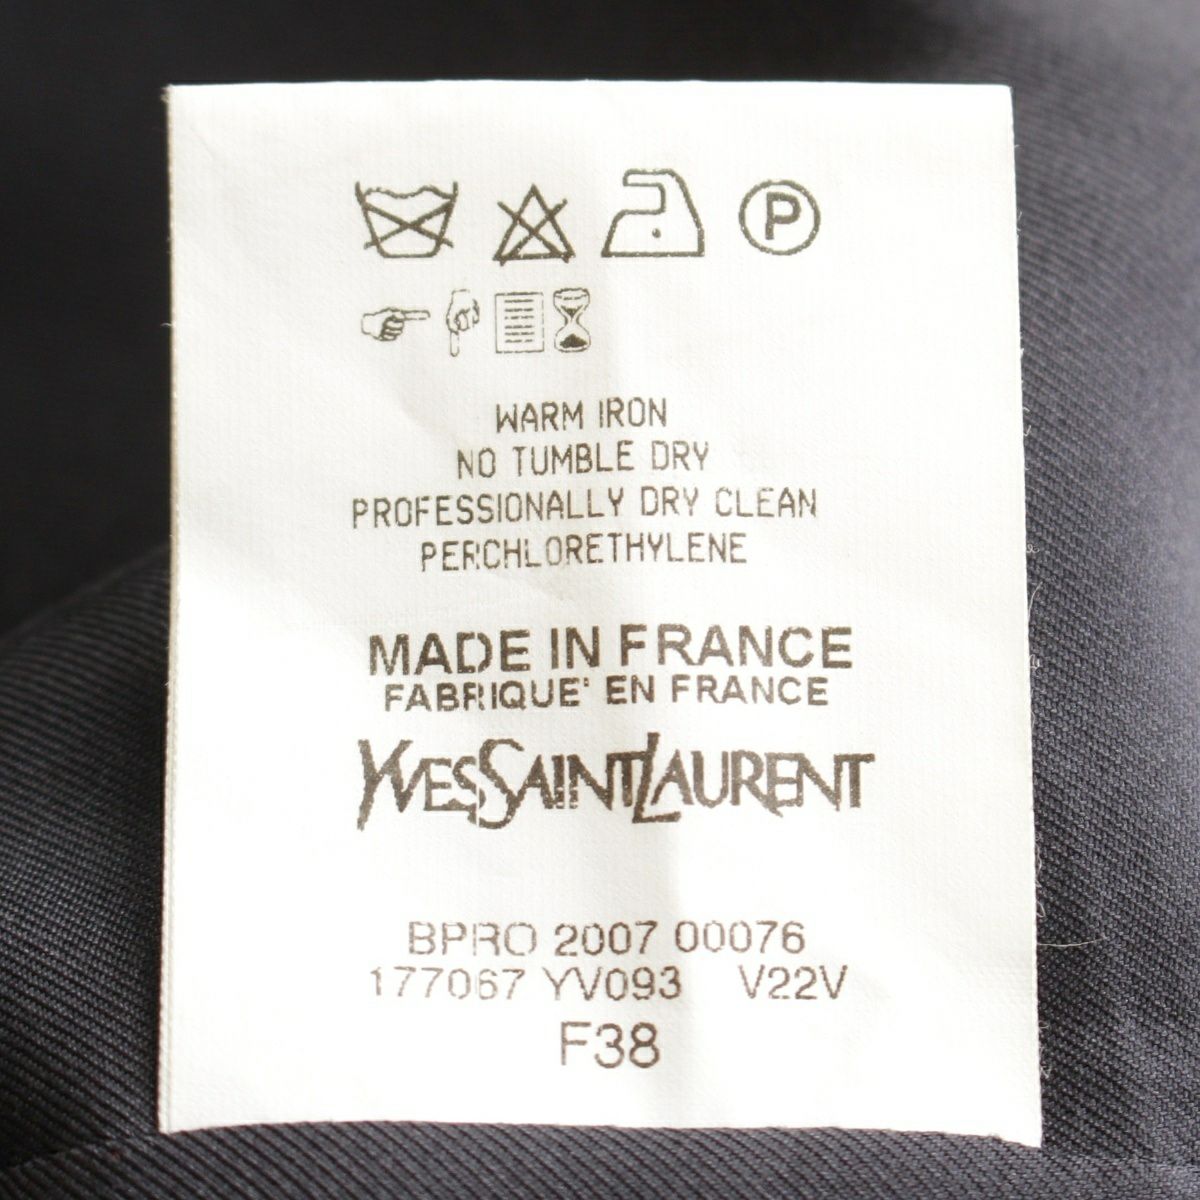 P
WARM IRON
NO TUMBLE DRY
PROFESSIONALLY DRY CLEAN
PERCHLORETHYLENE
MADE IN FRANCE
FABRIQUE' EN FRANCE
YVESSAINTLAURENT
BPRO 2007 00076
177067 YV093 V22V
F38